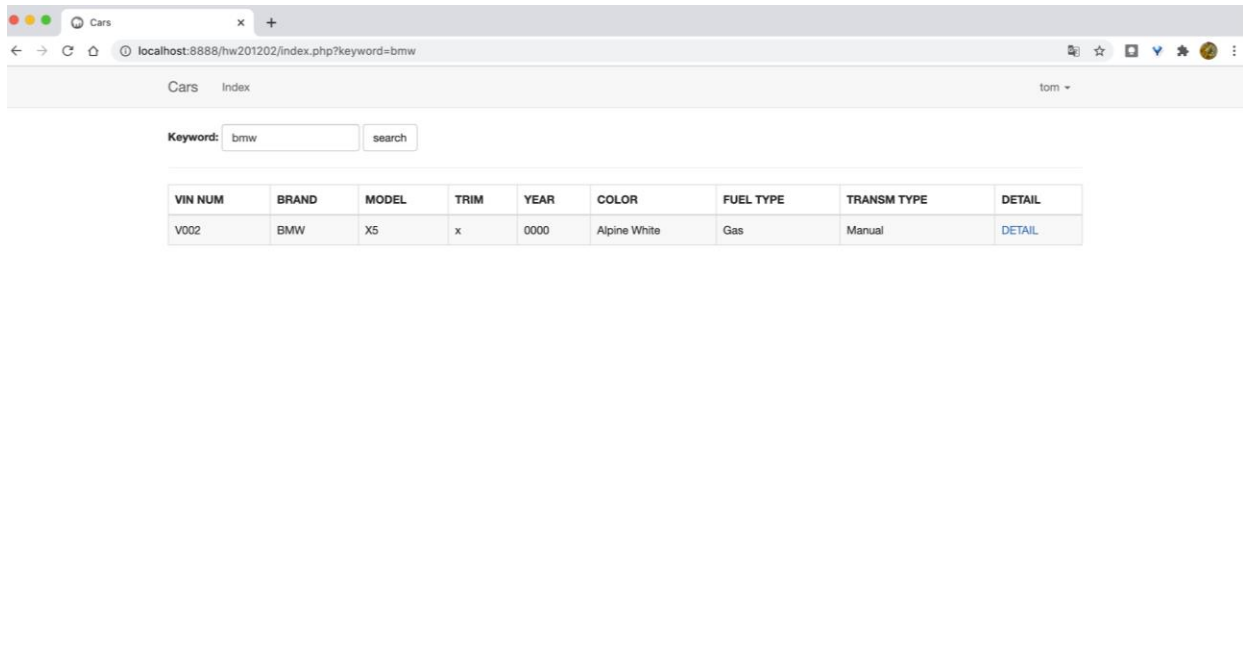 Cars
localhost:8888/hw201202/index.php?keyword=bmw
Cars Index tom
Keyword: bmw search
VIN NUM BRAND MODEL TRIM YEAR COLOR FUEL TYPE TRANSM TYPE DETAIL
V002 BMW X5 x 0000 Alpine White Gas Manual DETAIL